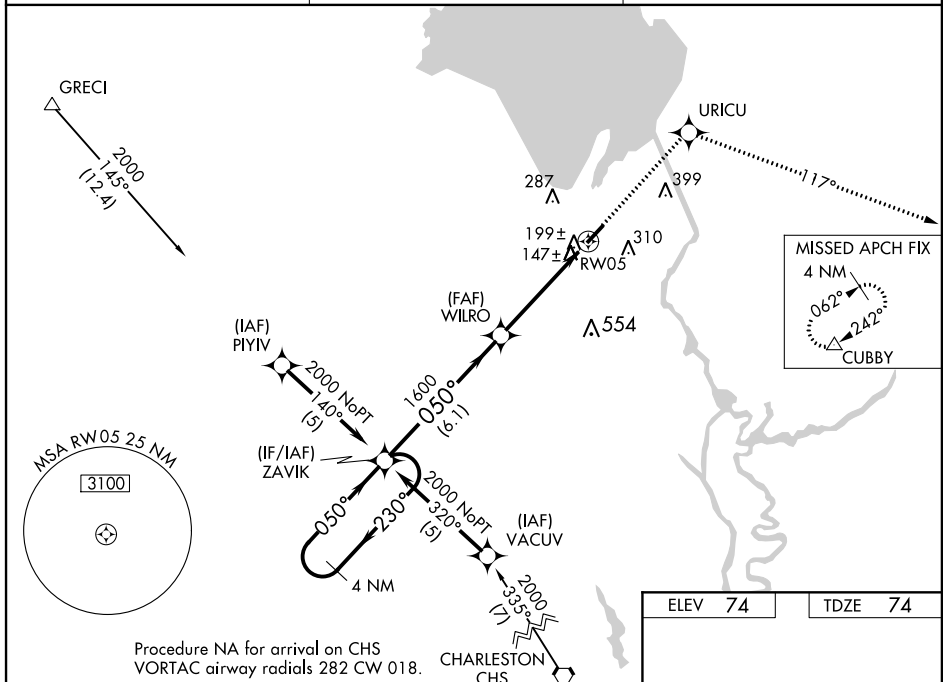 GRECI
2000
145°
(12.4)
URICU
117°
287
399
199±
147±
310
RW05
MISSED APCH FIX
4 NM
062°
242°
CUBBY
(FAF)
WILRO
554
(IAF)
PIYIV
2000 NoPT
140°
(5)
1600
050°
(6.1)
MSA RW05 25 NM
3100
(IF/IAF)
ZAVIK
050°
230°
4 NM
2000 NoPT
320°
(5)
(IAF)
VACUV
2000
335°
(7)
ELEV 74
TDZE 74
Procedure NA for arrival on CHS
VORTAC airway radials 282 CW 018.
CHARLESTON
CHS